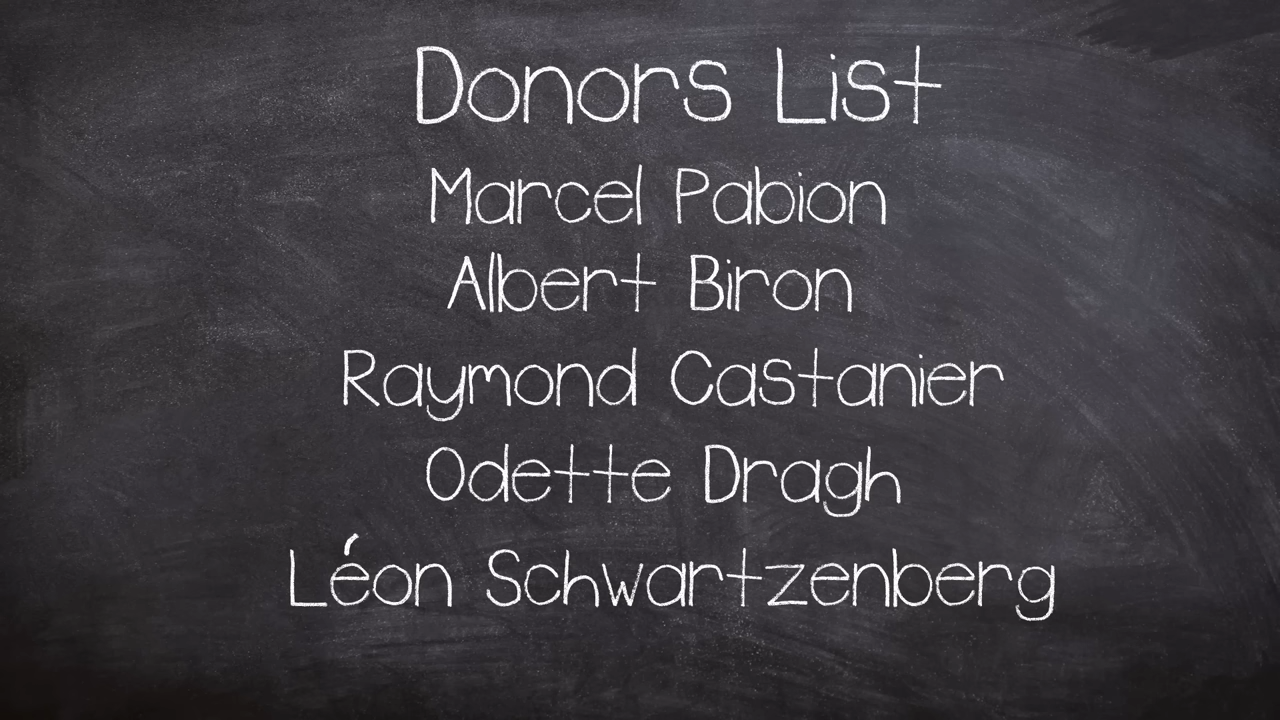 Donors List
Marcel Pabion
Albert Biron
Raymond Castanier
Odette Dragh
Léon Schwartzenberg